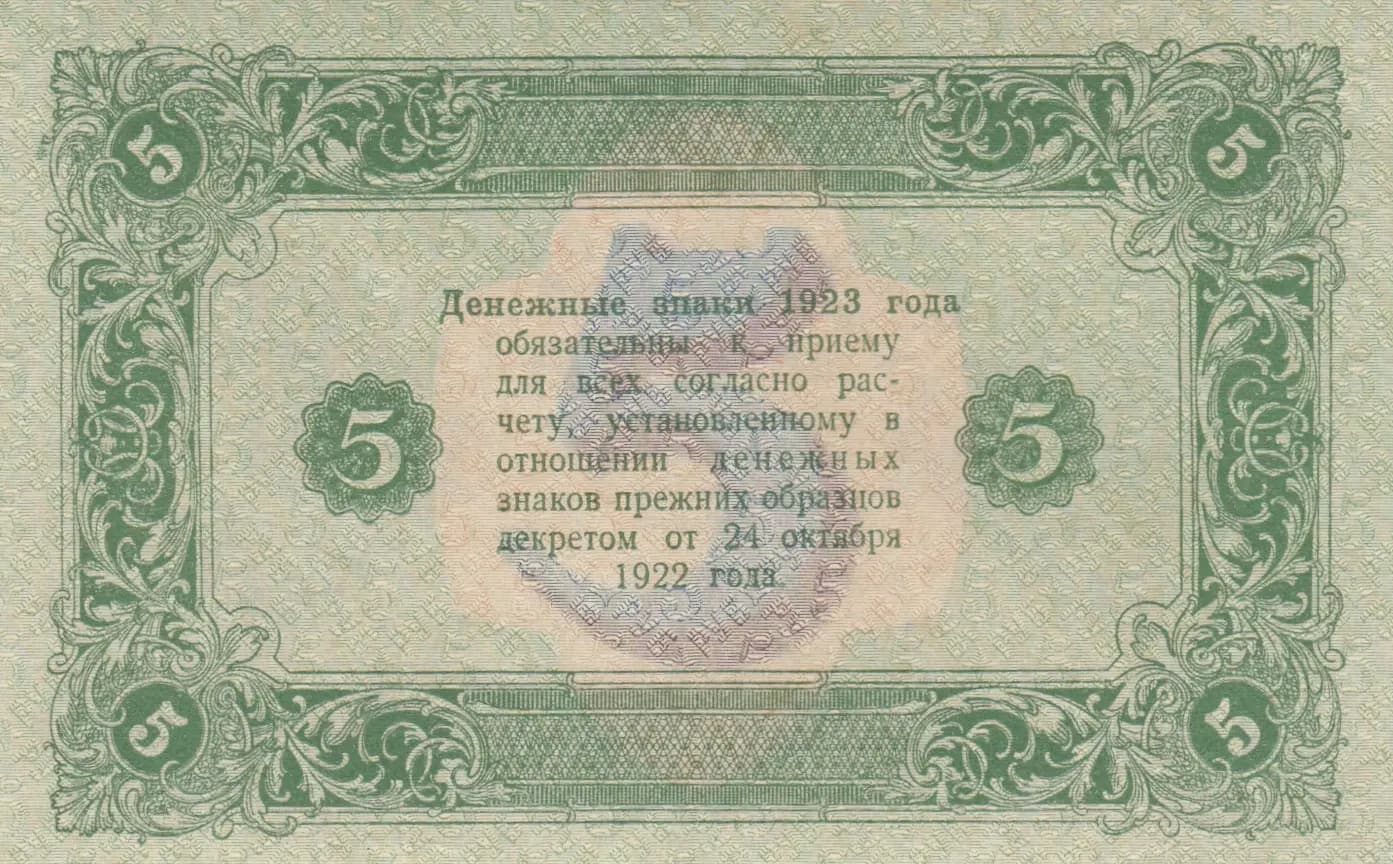 5 5
Денежные знаки 1923 года
обязательны к приему
для всех согласно рас-
чету, установленному в
отношении денежных
знаков прежних образцов
декретом от 24 октября
1922 года
5 5
5
5 5